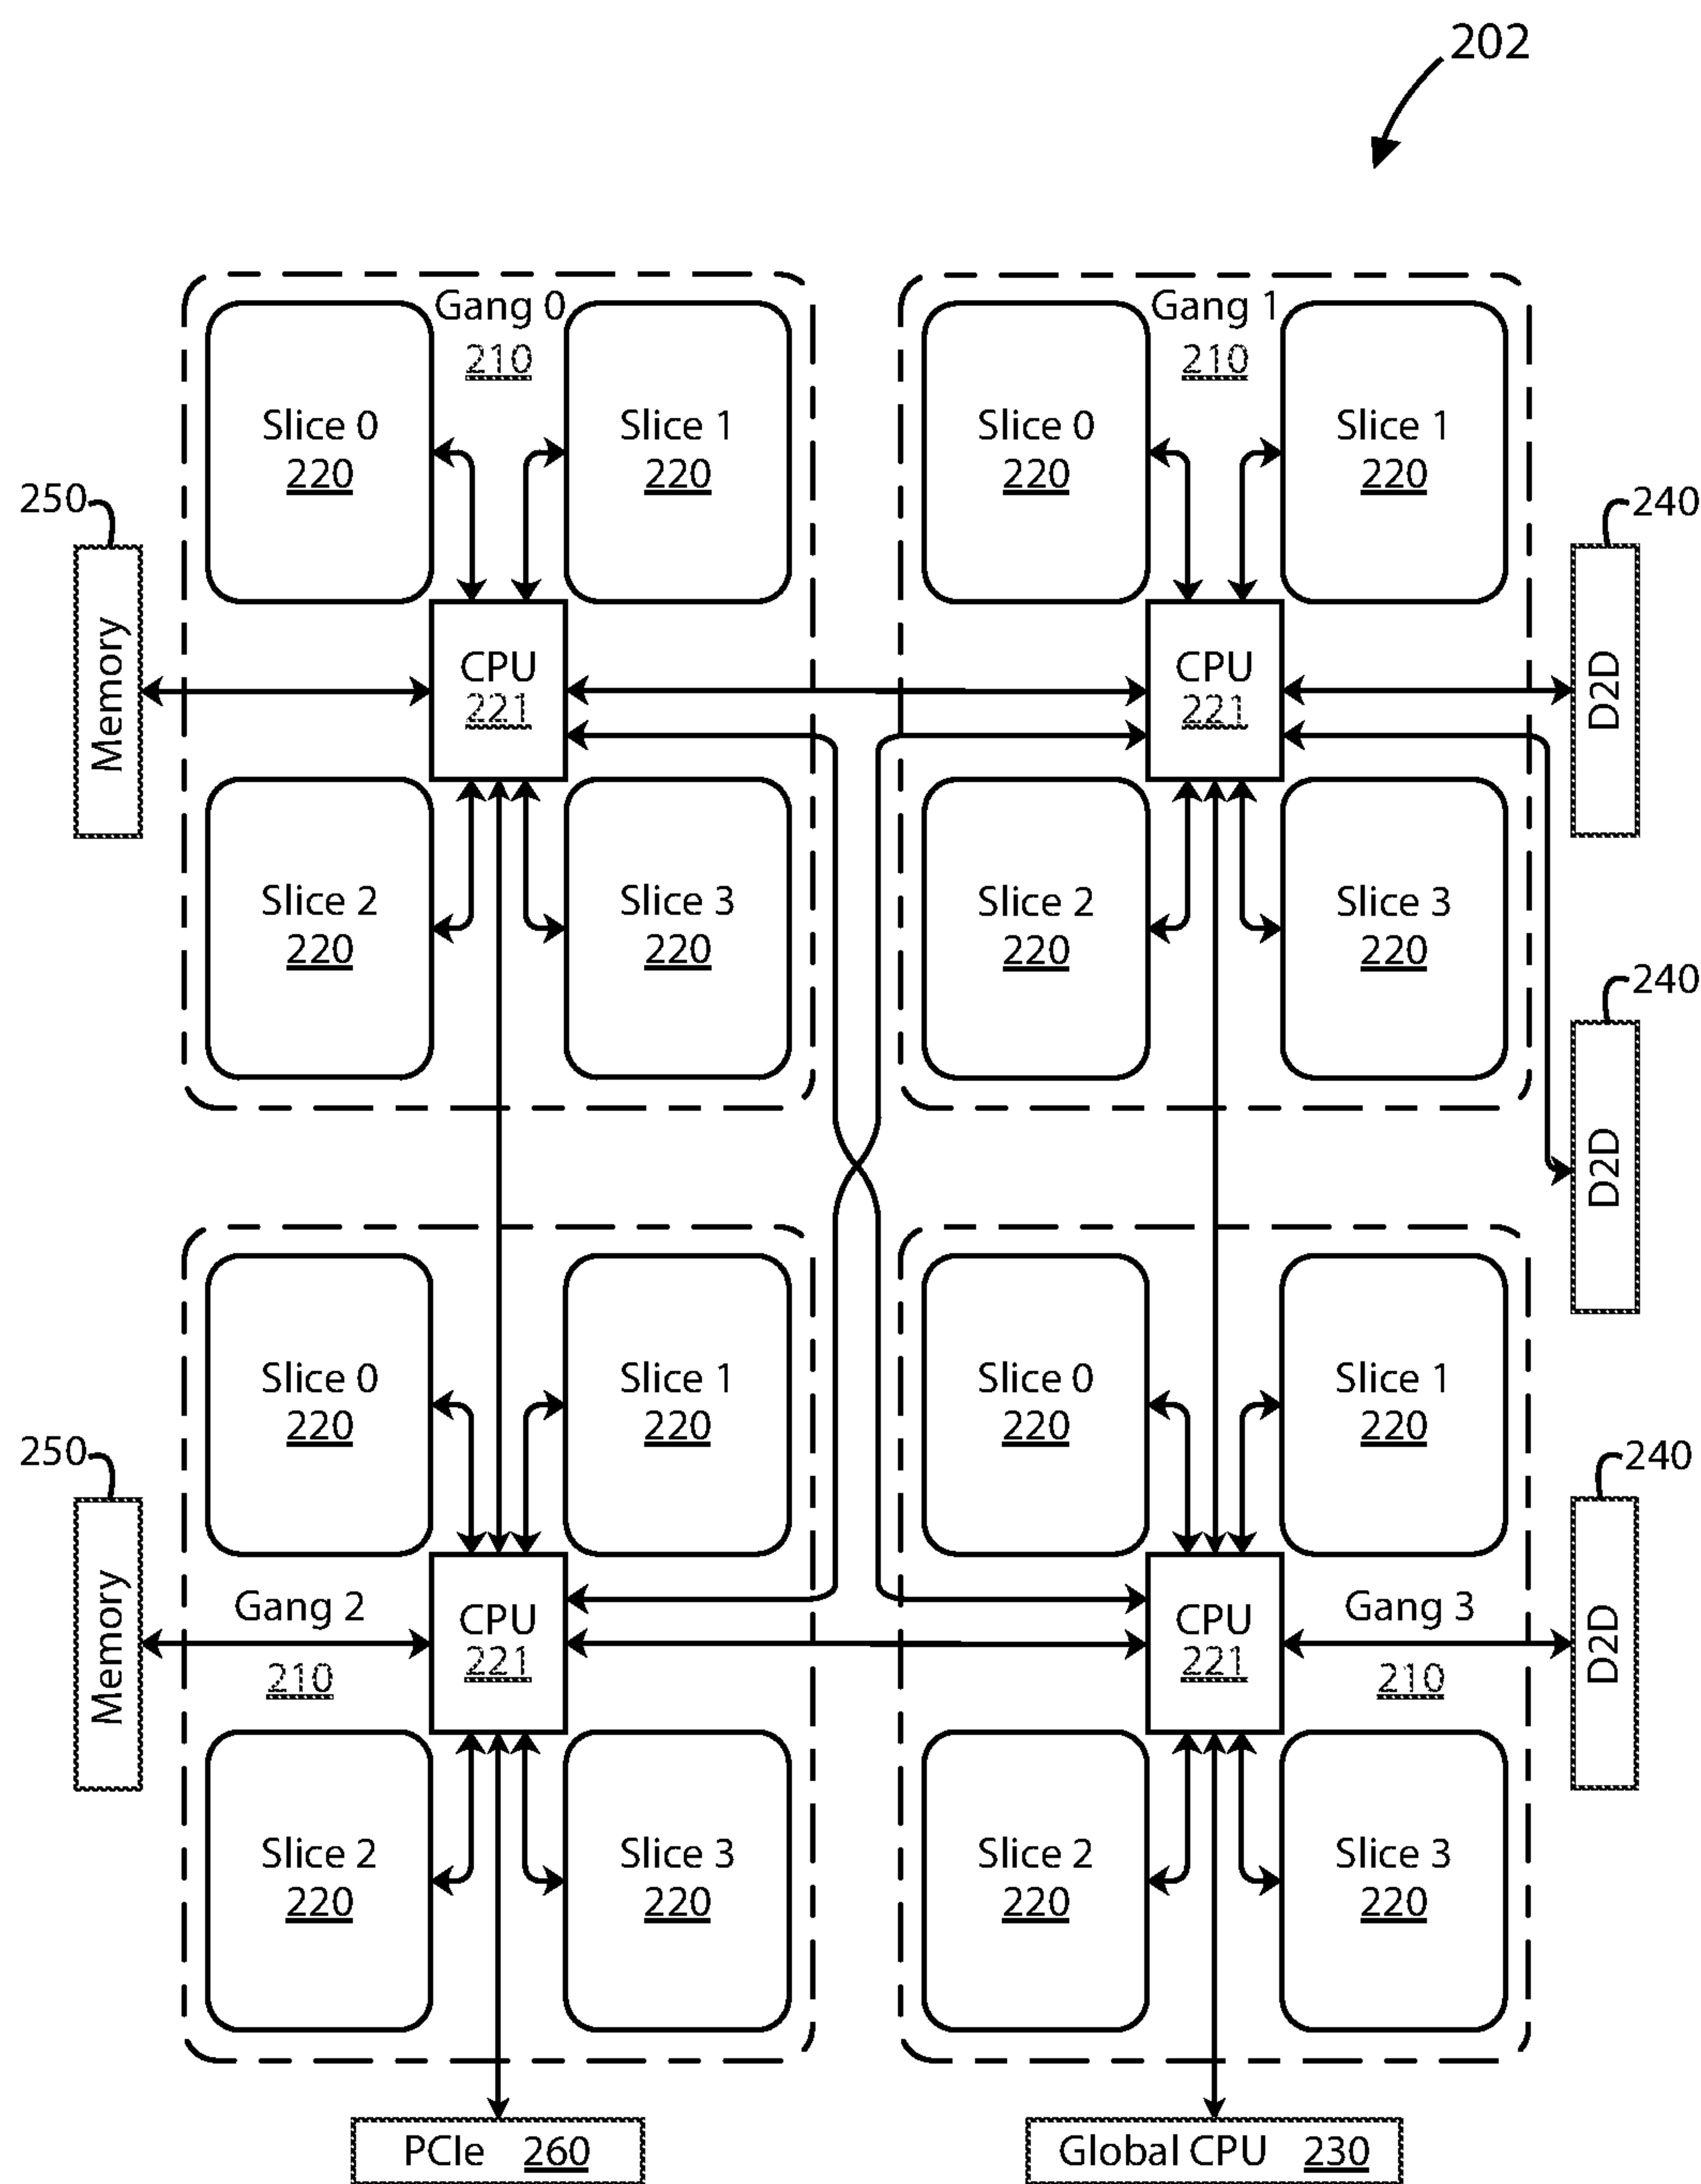 202
Gang 0
210
Slice 0
220
Slice 1
220
Gang 1
210
Slice 0
220
Slice 1
220
250
Memory
CPU
221
CPU
221
240
D2D
Slice 2
220
Slice 3
220
Slice 2
220
Slice 3
220
240
D2D
Slice 0
220
Slice 1
220
Slice 0
220
Slice 1
220
250
Memory
Gang 2
210
CPU
221
CPU
221
Gang 3
210
240
D2D
Slice 2
220
Slice 3
220
Slice 2
220
Slice 3
220
PCIe 260
Global CPU 230